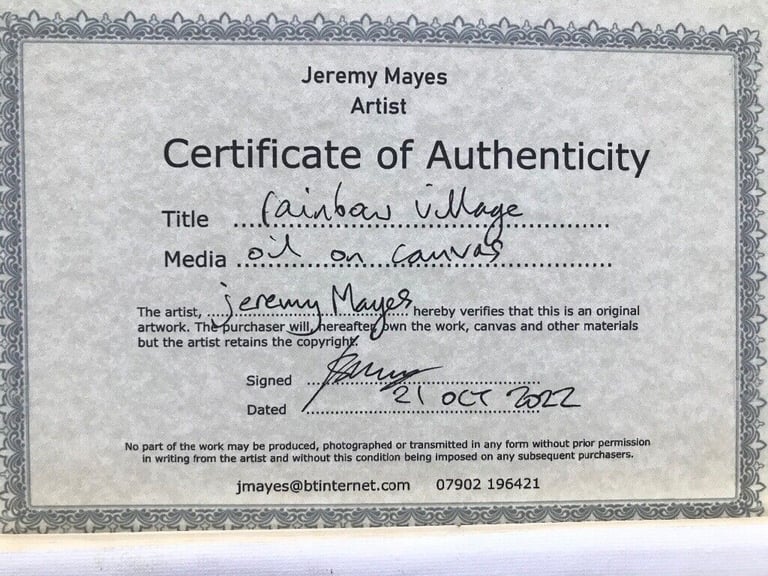 Jeremy Mayes
Artist
Certificate of Authenticity
Title rainbow village
Media oil on canvas
The artist, jeremy Mayes hereby verifies that this is an original
artwork. The purchaser will, hereafter, own the work, canvas and other materials
but the artist retains the copyright.
Signed
Dated 21 OCT 2022
No part of the work may be produced, photographed or transmitted in any form without prior permission
in writing from the artist and without this condition being imposed on any subsequent purchasers.
jmayes@btinternet.com 07902 196421